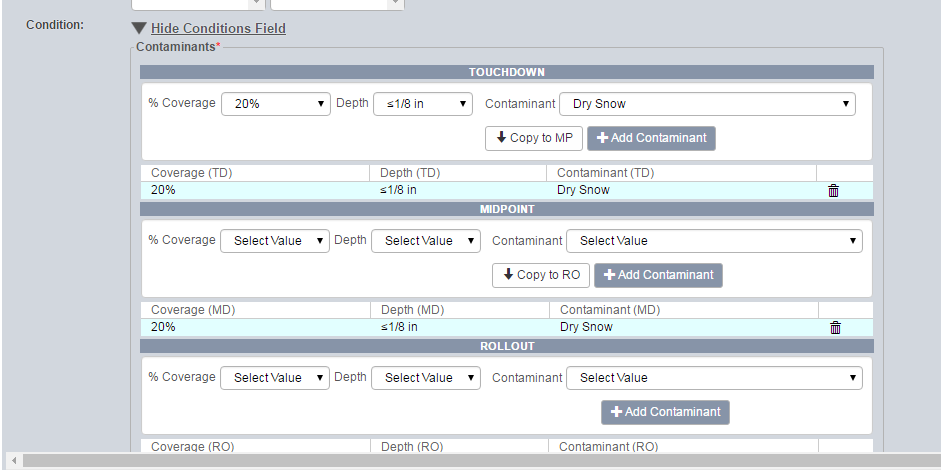 Condition:
Hide Conditions Field
Contaminants*
TOUCHDOWN
% Coverage 20% Depth ≤1/8 in Contaminant Dry Snow
Copy to MP Add Contaminant
Coverage (TD) Depth (TD) Contaminant (TD)
20% ≤1/8 in Dry Snow
MIDPOINT
% Coverage Select Value Depth Select Value Contaminant Select Value
Copy to RO Add Contaminant
Coverage (MD) Depth (MD) Contaminant (MD)
20% ≤1/8 in Dry Snow
ROLLOUT
% Coverage Select Value Depth Select Value Contaminant Select Value
Add Contaminant
Coverage (RO) Depth (RO) Contaminant (RO)